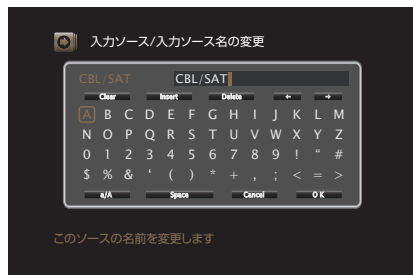 入力ソース/入力ソース名の変更
CBL/SAT CBL/SAT
Clear Insert Delete ← →
A B C D E F G H I J K L M
N O P Q R S T U V W X Y Z
0 1 2 3 4 5 6 7 8 9 ! “ #
$ % & ‘ ( ) * + , ; < = >
a/A Space Cancel OK
このソースの名前を変更します